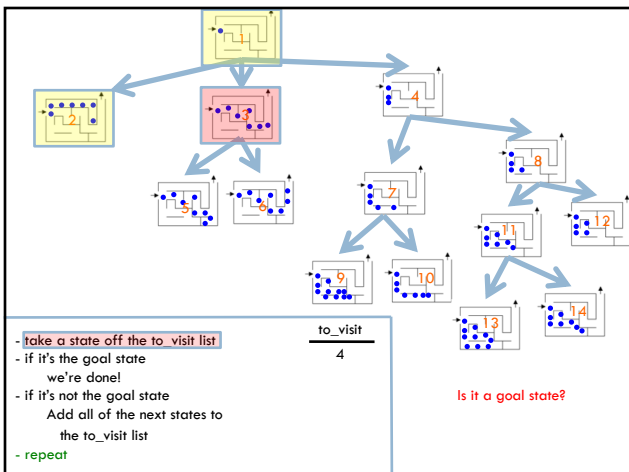 1
2
3
4
5
6
7
8
9
10
11
12
13
14
- take a state off the to_visit list
- if it's the goal state
we're done!
- if it's not the goal state
Add all of the next states to
the to_visit list
- repeat
to_visit
4
Is it a goal state?